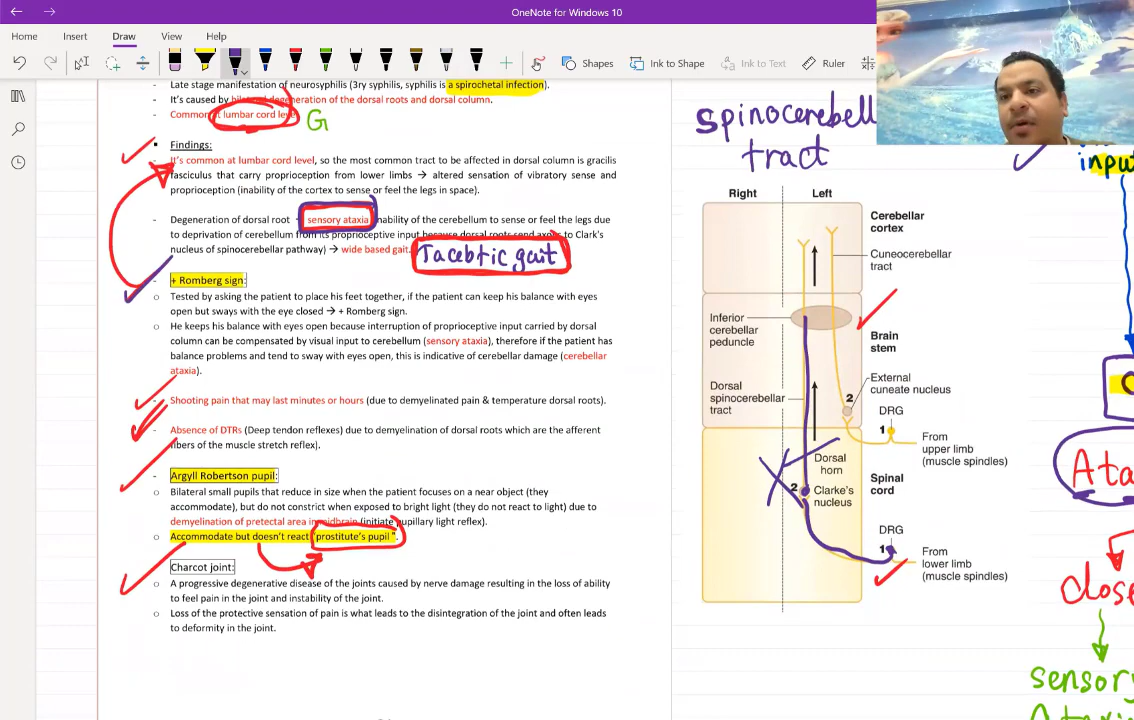 OneNote for Windows 10
Home Insert Draw View Help
Shapes Ink to Shape Ink to Text Ruler
- Late stage manifestation of neurosyphilis (3ry syphilis, syphilis is a spirochetal infection).
- It's caused by bilateral degeneration of the dorsal roots and dorsal column.
- Common at lumbar cord level G
Findings:
- It's common at lumbar cord level, so the most common tract to be affected in dorsal column is gracilis
fasciculus that carry proprioception from lower limbs → altered sensation of vibratory sense and
proprioception (inability of the cortex to sense or feel the legs in space).
- Degeneration of dorsal root sensory ataxia inability of the cerebellum to sense or feel the legs due
to deprivation of cerebellum from its proprioceptive input because dorsal roots send axons to Clark's
nucleus of spinocerebellar pathway) → wide based gait. Tacebtic gait
- + Romberg sign:
o Tested by asking the patient to place his feet together, if the patient can keep his balance with eyes
open but sways with the eye closed → + Romberg sign.
o He keeps his balance with eyes open because interruption of proprioceptive input carried by dorsal
column can be compensated by visual input to cerebellum (sensory ataxia), therefore if the patient has
balance problems and tend to sway with eyes open, this is indicative of cerebellar damage (cerebellar
ataxia).
- Shooting pain that may last minutes or hours (due to demyelinated pain & temperature dorsal roots).
- Absence of DTRs (Deep tendon reflexes) due to demyelination of dorsal roots which are the afferent
fibers of the muscle stretch reflex).
- Argyll Robertson pupil:
o Bilateral small pupils that reduce in size when the patient focuses on a near object (they
accommodate), but do not constrict when exposed to bright light (they do not react to light) due to
demyelination of pretectal area in midbrain (initiate pupillary light reflex).
o Accommodate but doesn't react "prostitute's pupil".
Charcot joint:
o A progressive degenerative disease of the joints caused by nerve damage resulting in the loss of ability
to feel pain in the joint and instability of the joint.
o Loss of the protective sensation of pain is what leads to the disintegration of the joint and often leads
to deformity in the joint.
spinocerebell
tract
Right Left
Cerebellar
cortex
Cuneocerebellar
tract
Inferior
cerebellar
peduncle
Brain
stem
External
cuneate nucleus
2
Dorsal
spinocerebellar
tract
DRG
1
From
upper limb
(muscle spindles)
Dorsal
horn
2 Clarke's
nucleus
Spinal
cord
DRG
1
From
lower limb
(muscle spindles)
input
Ata
close
sensory